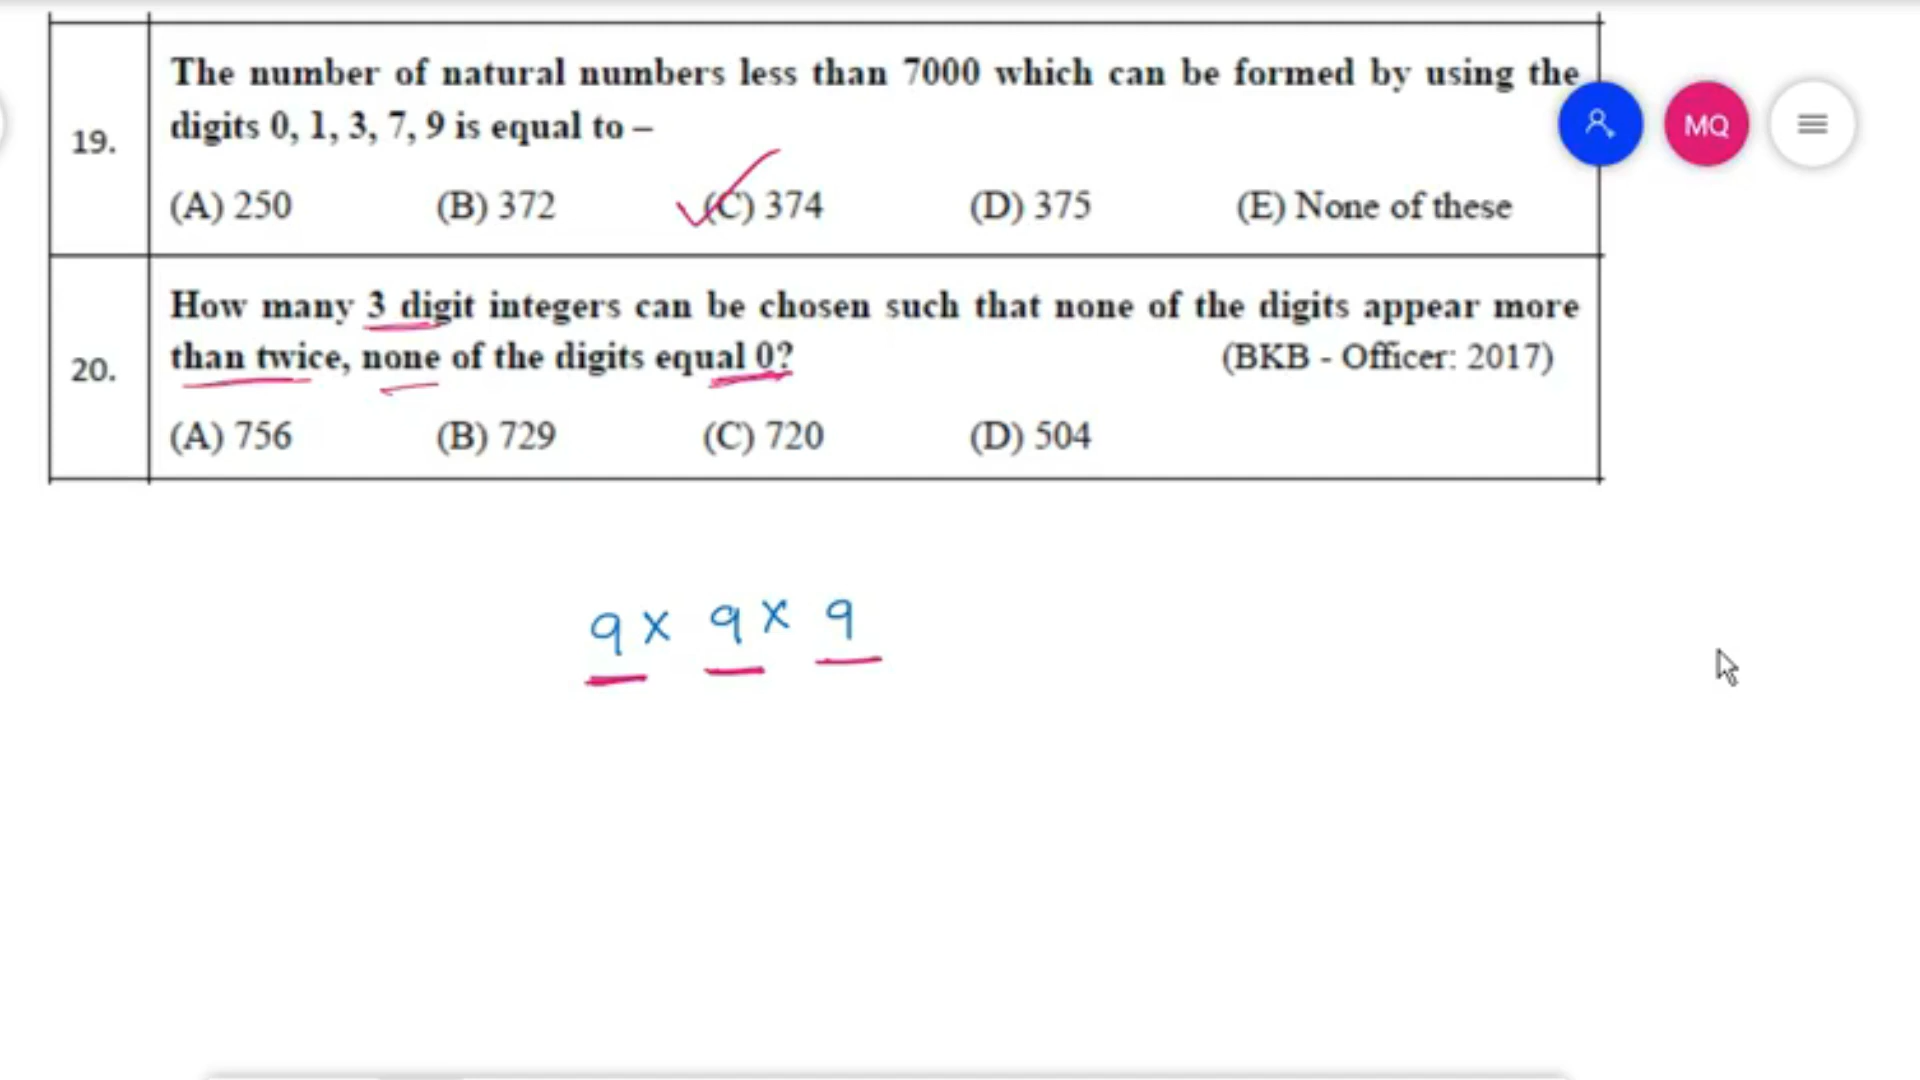 19.
The number of natural numbers less than 7000 which can be formed by using the
digits 0, 1, 3, 7, 9 is equal to –
(A) 250 (B) 372 (C) 374 (D) 375 (E) None of these
MQ
20.
How many 3 digit integers can be chosen such that none of the digits appear more
than twice, none of the digits equal 0? (BKB - Officer: 2017)
(A) 756 (B) 729 (C) 720 (D) 504
9 x 9 x 9